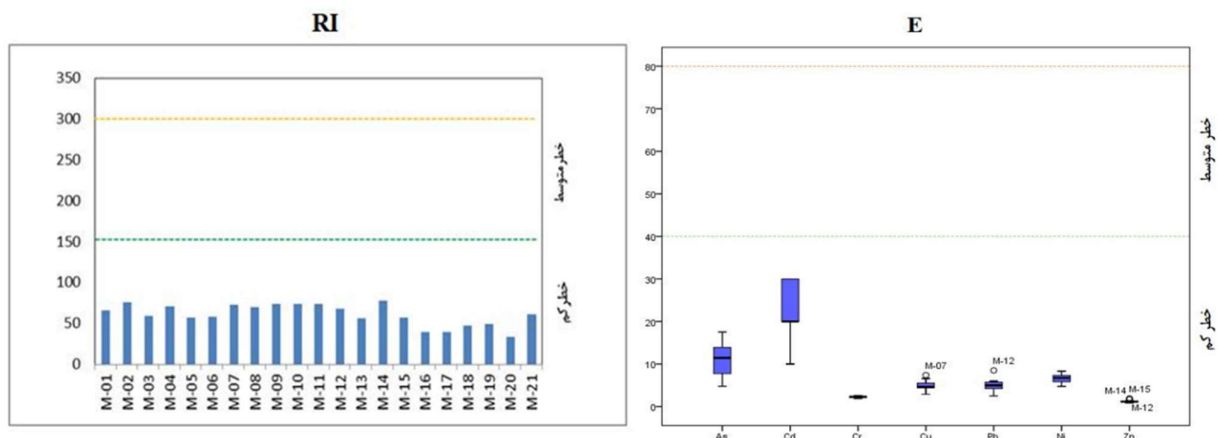 RI
350
300
250
200
150
100
50
0
خطر متوسط
خطر کم
M-01
M-02
M-03
M-04
M-05
M-06
M-07
M-08
M-09
M-10
M-11
M-12
M-13
M-14
M-15
M-16
M-17
M-18
M-19
M-20
M-21
E
80
70
60
50
40
30
20
10
0
خطر متوسط
خطر کم
M-07
M-12
M-14
M-15
M-12
As
Cd
Cr
Cu
Pb
Ni
Zn